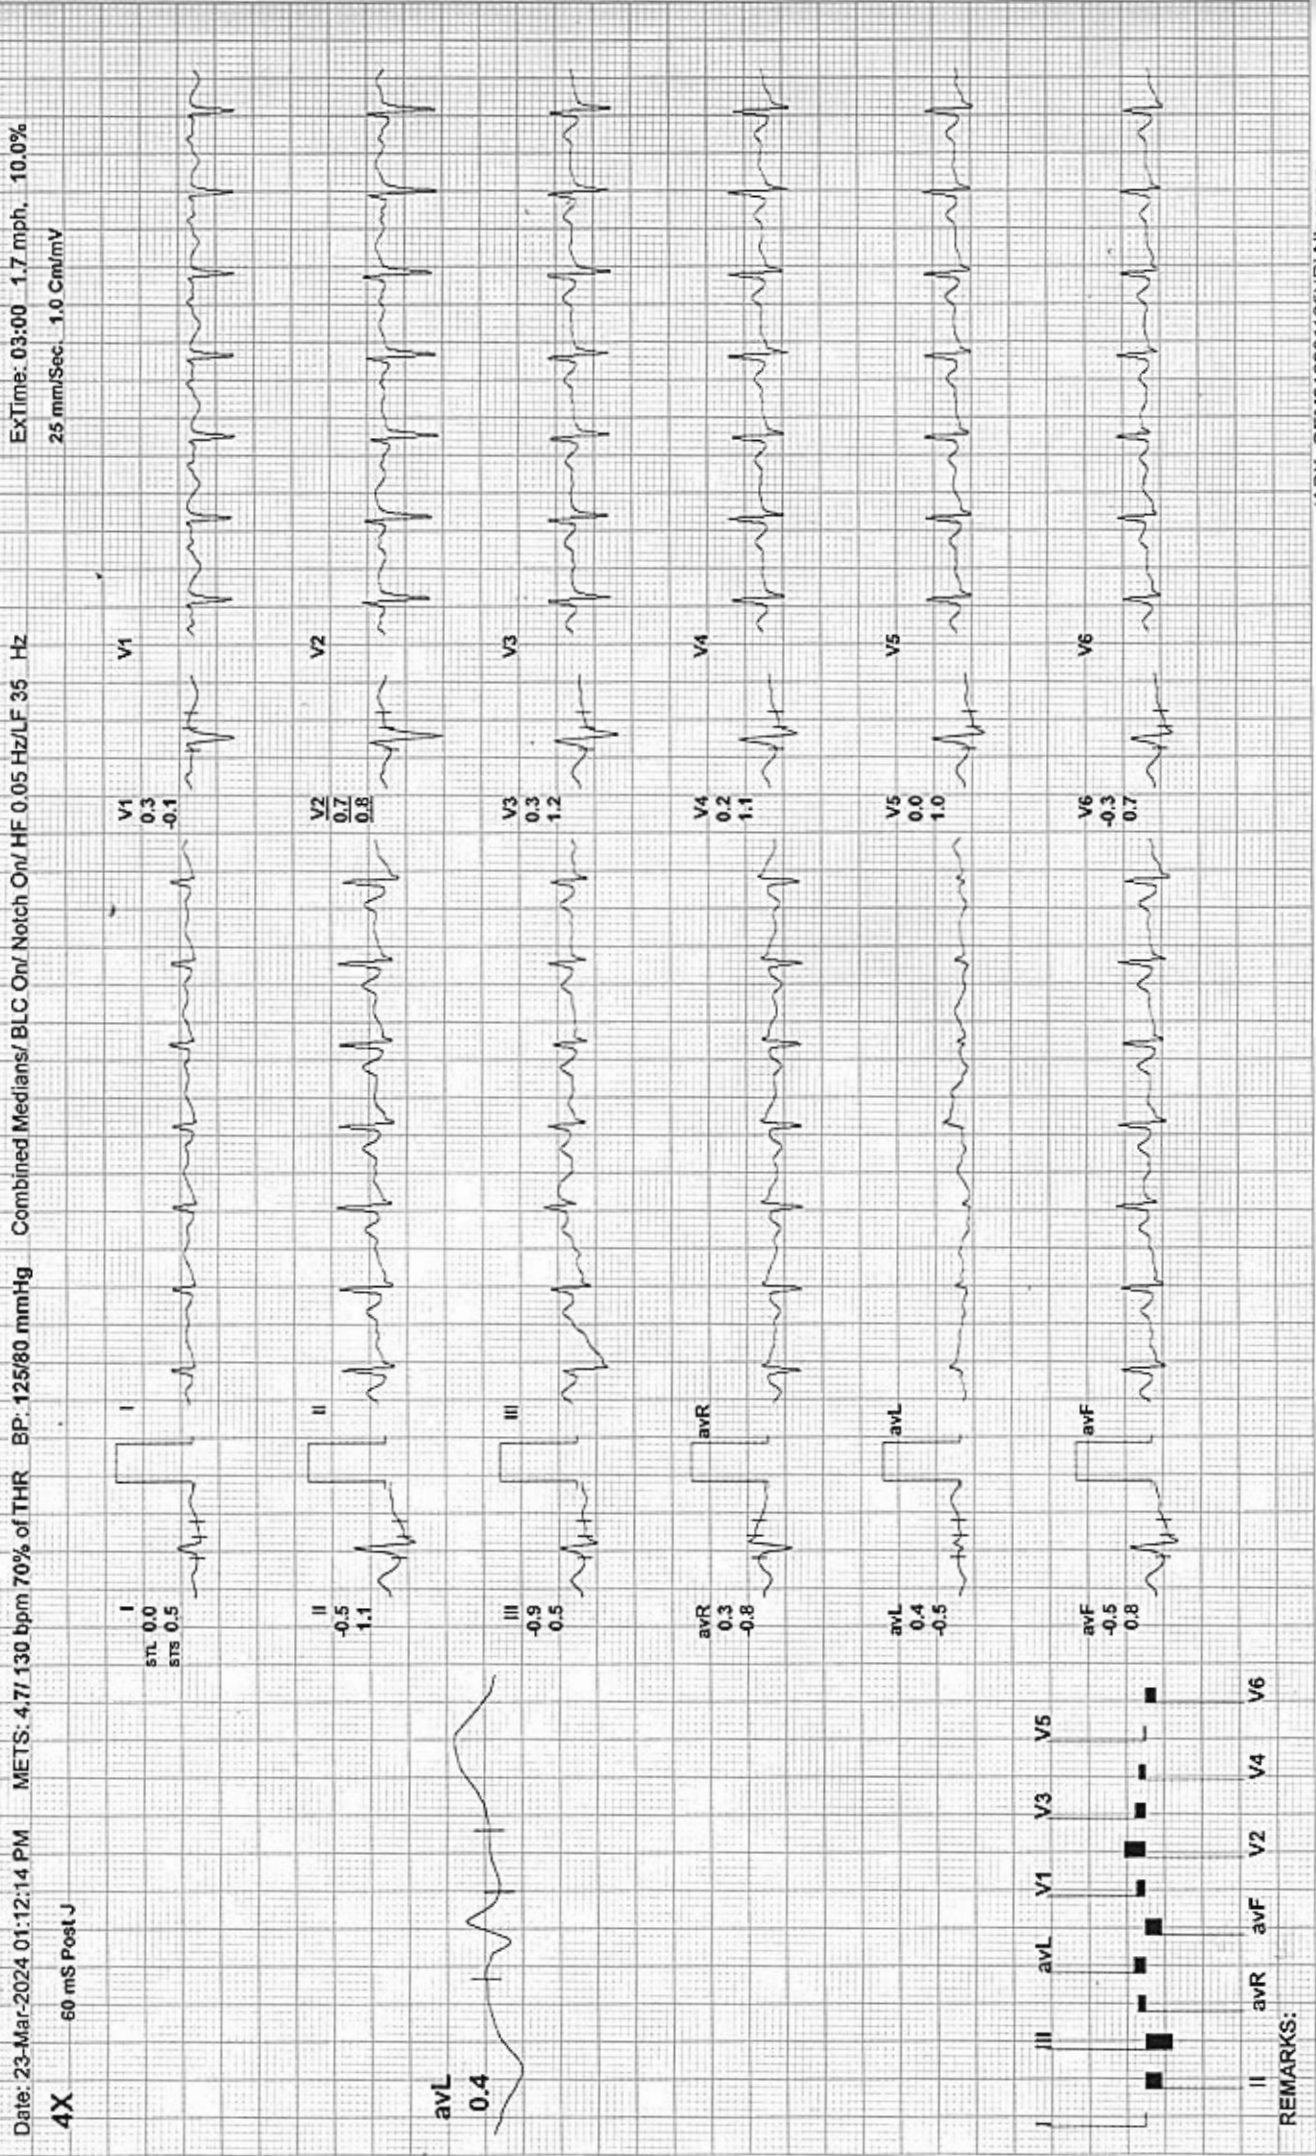 Date: 23-Mar-2024 01:12:14 PM METS: 4.7/ 130 bpm 70% of THR BP: 125/80 mmHg Combined Medians/ BLC On/ Notch On/ HF 0.05 Hz/LF 35 Hz ExTime: 03:00 1.7 mph, 10.0%
4X 60 mS Post J 25 mm/Sec. 1.0 Cm/mV
I
STL 0.0
STS 0.5
I
V1
0.3
-0.1
V1
II
-0.5
1.1
II
V2
0.7
0.8
V2
avL
0.4
III
-0.9
0.5
III
V3
0.3
1.2
V3
avR
0.3
-0.8
avR
V4
0.2
1.1
V4
avL
0.4
-0.5
avL
V5
0.0
1.0
V5
avF
-0.5
0.8
avF
V6
-0.3
0.7
V6
I III avL V1 V3 V5
II avR avF V2 V4 V6
REMARKS: